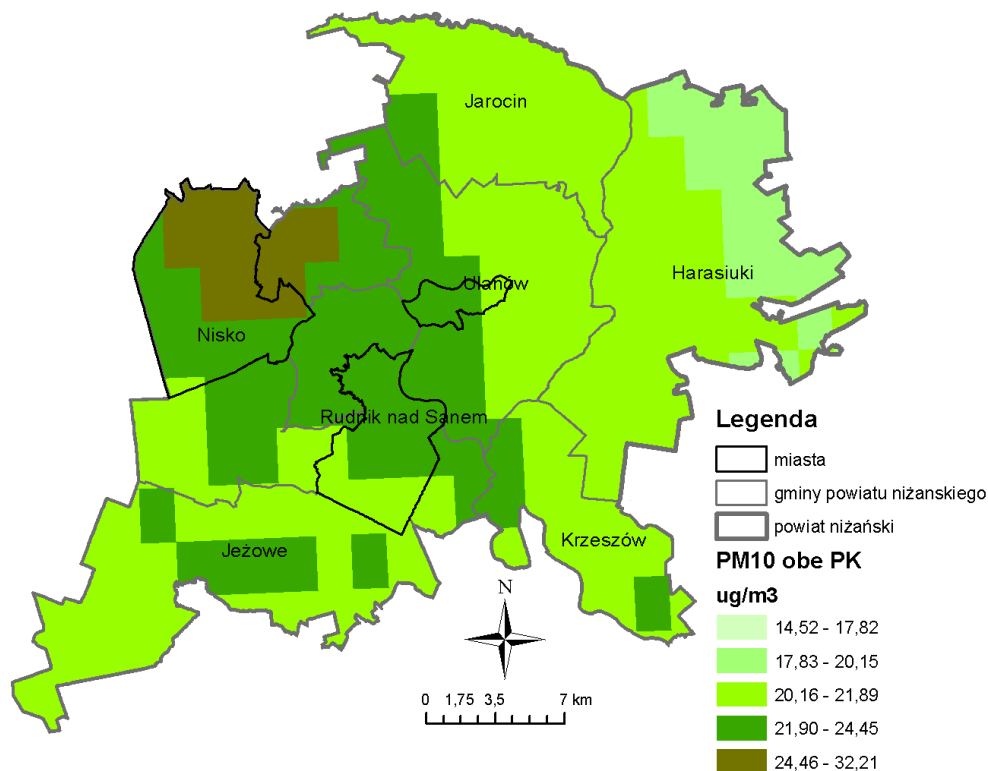 Jarocin
Harasiuki
Ulanów
Nisko
Rudnik nad Sanem
Krzeszów
Jeżowe
N
0 1,75 3,5 7 km
Legenda
miasta
gminy powiatu niżanskiego
powiat niżański
PM10 obe PK
ug/m3
14,52 - 17,82
17,83 - 20,15
20,16 - 21,89
21,90 - 24,45
24,46 - 32,21